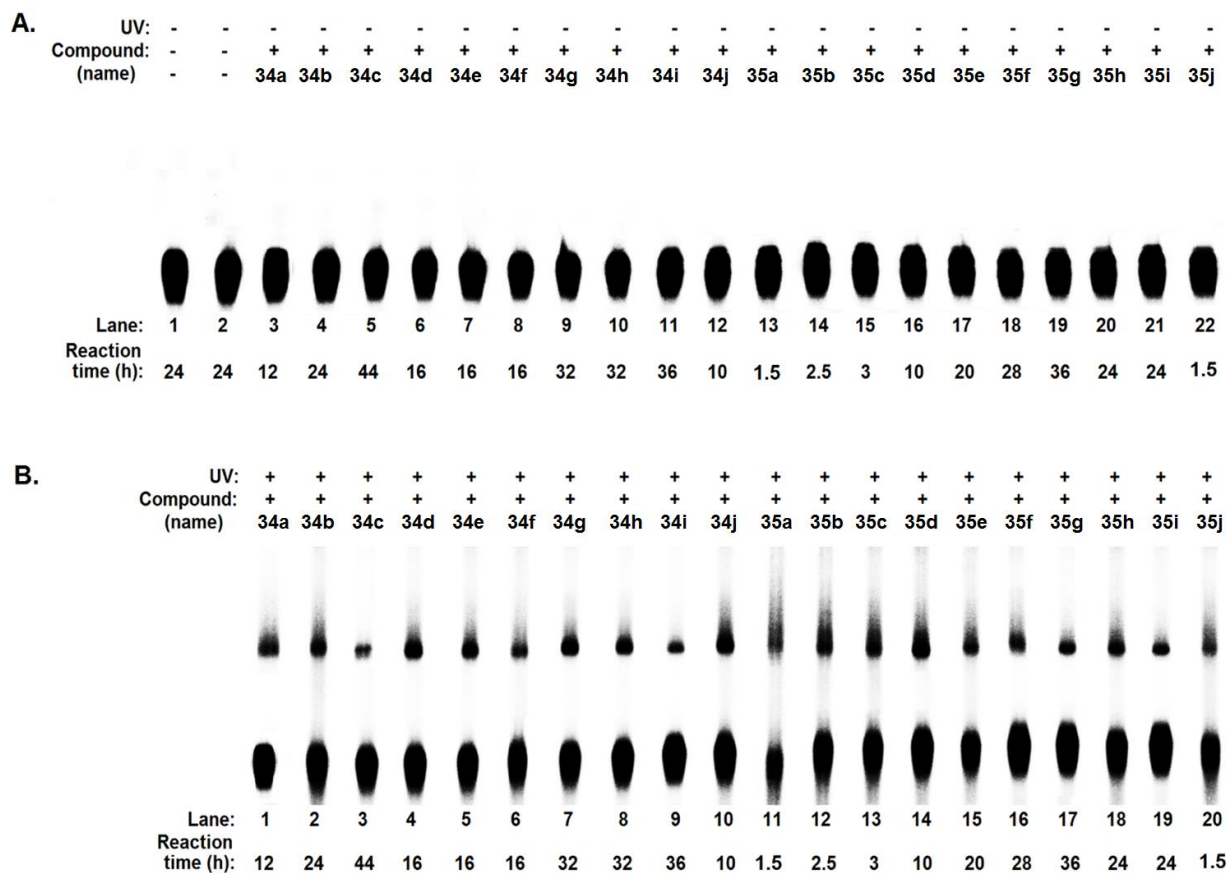 A.
UV: - - - - - - - - - - - - - - - - - - - - - -
Compound: - - + + + + + + + + + + + + + + + + + + + +
(name) - - 34a 34b 34c 34d 34e 34f 34g 34h 34i 34j 35a 35b 35c 35d 35e 35f 35g 35h 35i 35j
Lane: 1 2 3 4 5 6 7 8 9 10 11 12 13 14 15 16 17 18 19 20 21 22
Reaction
time (h): 24 24 12 24 44 16 16 16 32 32 36 10 1.5 2.5 3 10 20 28 36 24 24 1.5
B.
UV: + + + + + + + + + + + + + + + + + + + +
Compound: + + + + + + + + + + + + + + + + + + + +
(name) 34a 34b 34c 34d 34e 34f 34g 34h 34i 34j 35a 35b 35c 35d 35e 35f 35g 35h 35i 35j
Lane: 1 2 3 4 5 6 7 8 9 10 11 12 13 14 15 16 17 18 19 20
Reaction
time (h): 12 24 44 16 16 16 32 32 36 10 1.5 2.5 3 10 20 28 36 24 24 1.5